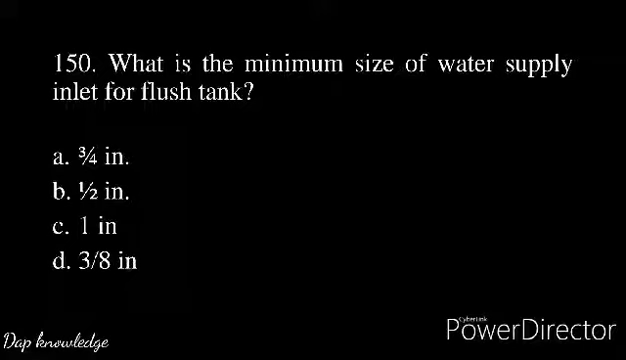 150. What is the minimum size of water supply
inlet for flush tank?
a. ¾ in.
b. ½ in.
c. 1 in
d. 3/8 in
Dap knowledge
CyberLink
PowerDirector